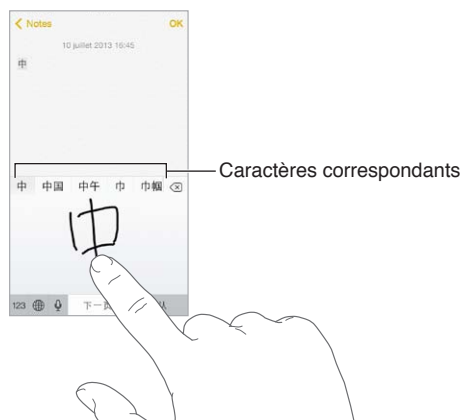 Notes OK
10 juillet 2013 16:45
中
Caractères correspondants
中 中国 中午 巾 巾帼
中
123 下一